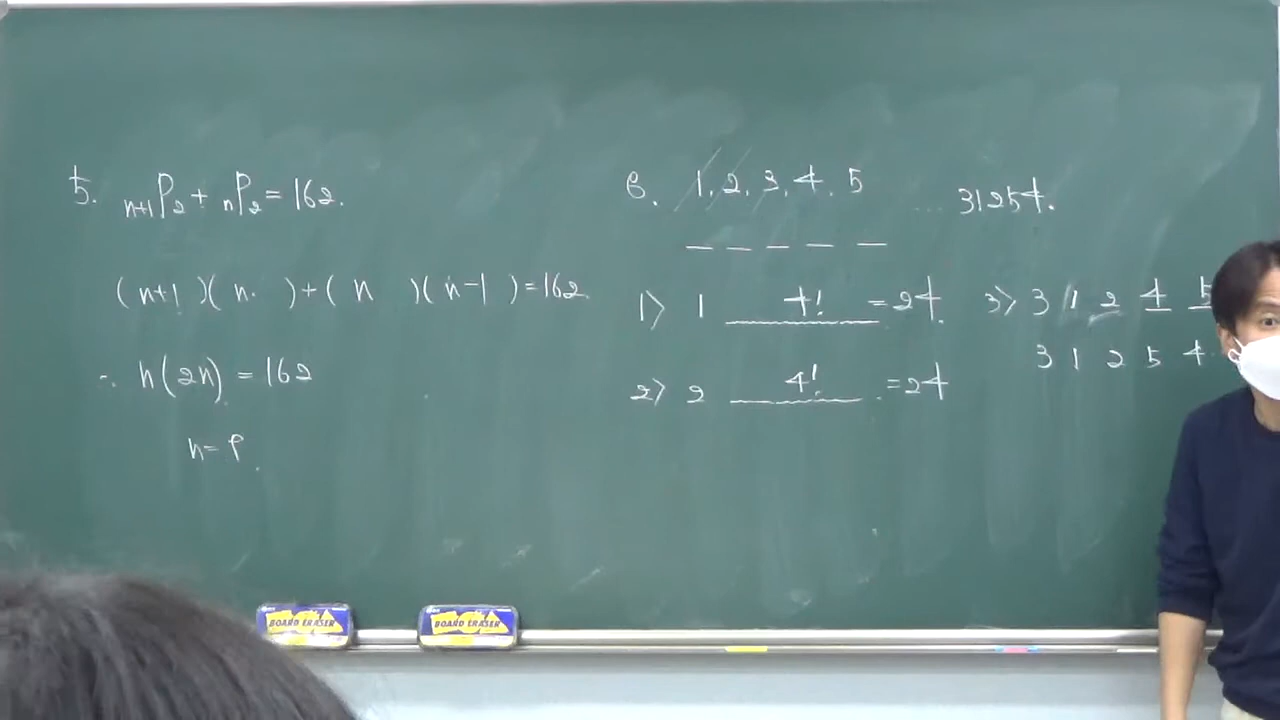 5. n+1P2 + nP2 = 162.
(n+1)(n. )+( n )(n-1) = 162.
∴ n(2n) = 162
n= 9.
6. 1, 2, 3, 4, 5 ... 31254.
1> 1 4! = 24.
2> 2 4! = 24
3> 3 1 2 4 5
3 1 2 5 4
BOARD ERASER
BOARD ERASER